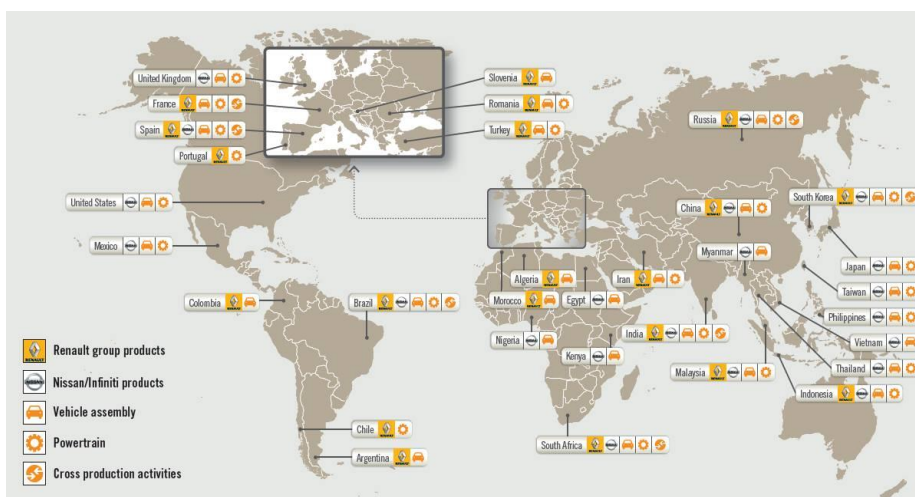 United Kingdom
France
Spain
Portugal
Slovenia
Romania
Turkey
Russia
United States
Mexico
China
South Korea
Myanmar
Japan
Algeria
Iran
Taiwan
Colombia
Brazil
Morocco
Egypt
Philippines
Nigeria
India
Vietnam
Kenya
Malaysia
Thailand
Indonesia
Chile
Argentina
South Africa
RENAULT
Renault group products
NISSAN
Nissan/Infiniti products
Vehicle assembly
Powertrain
Cross production activities